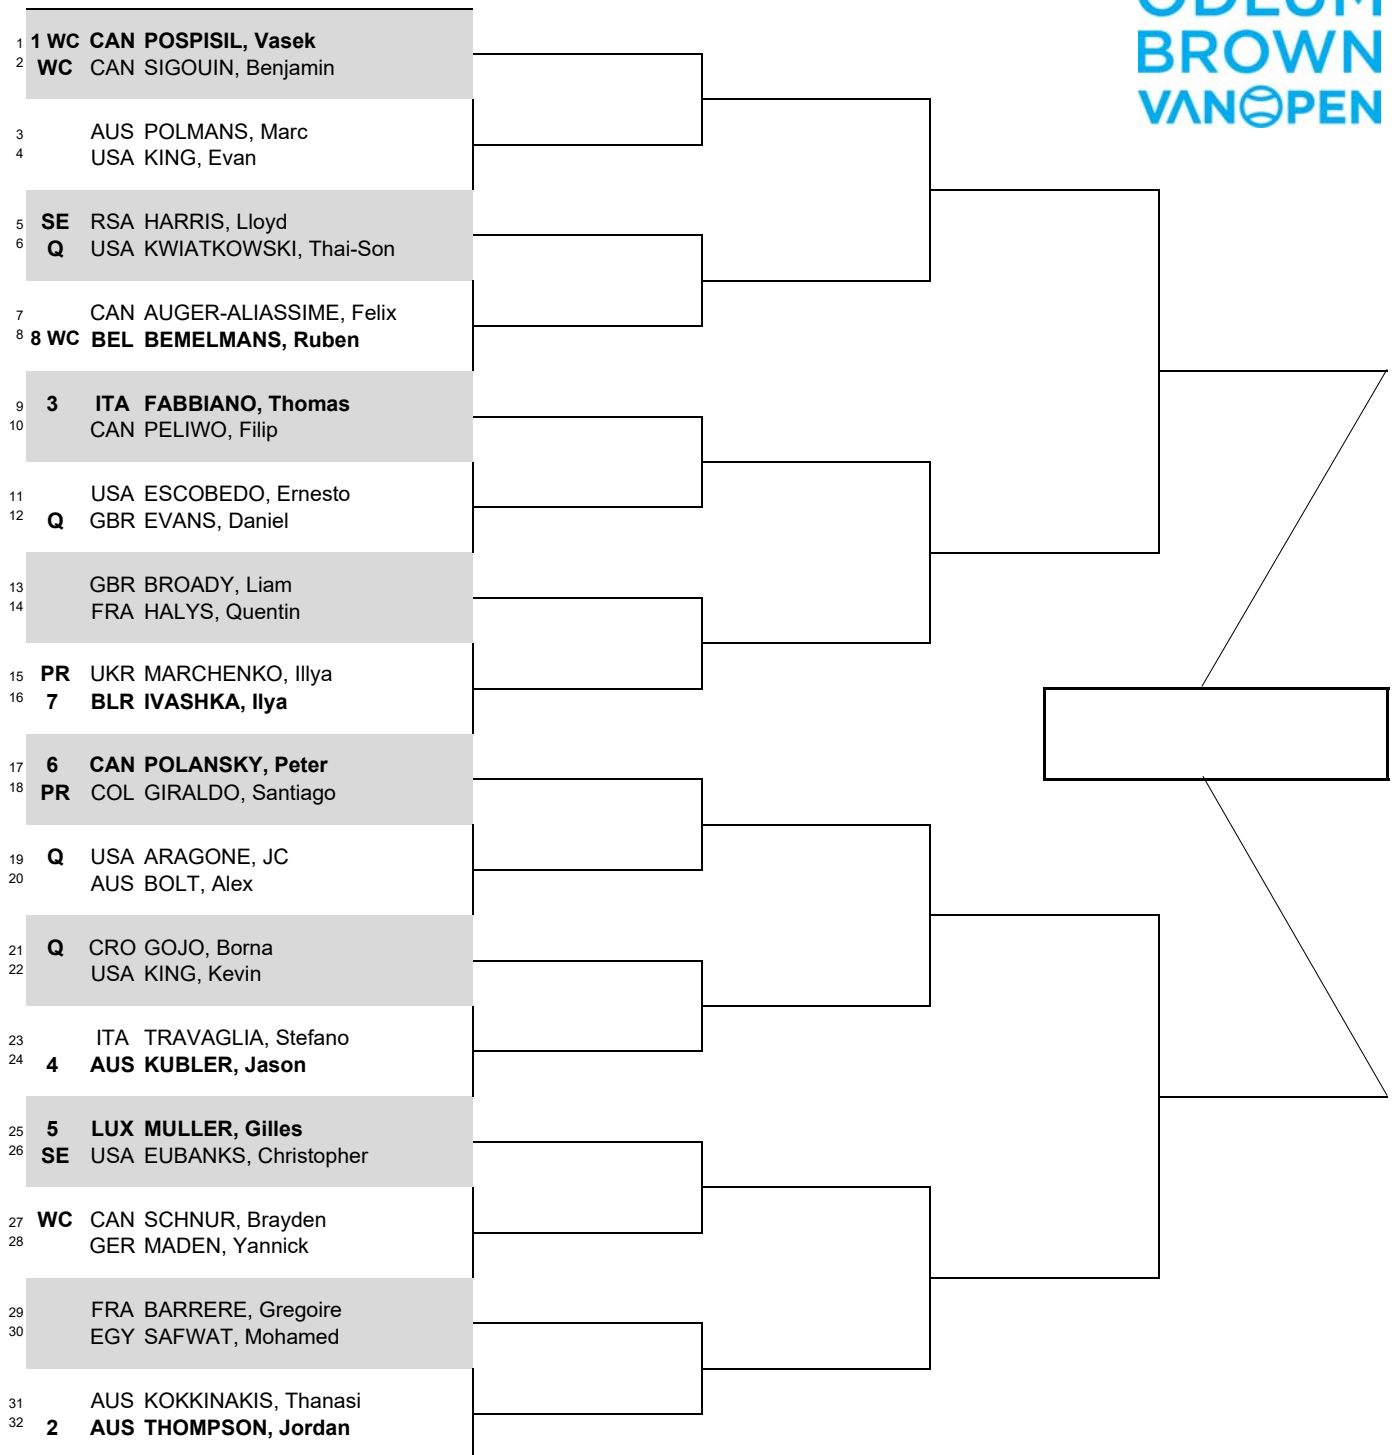 ODLUM
BROWN
VANOPEN
1 1 WC CAN POSPISIL, Vasek
2 WC CAN SIGOUIN, Benjamin
3 AUS POLMANS, Marc
4 USA KING, Evan
5 SE RSA HARRIS, Lloyd
6 Q USA KWIATKOWSKI, Thai-Son
7 CAN AUGER-ALIASSIME, Felix
8 8 WC BEL BEMELMANS, Ruben
9 3 ITA FABBIANO, Thomas
10 CAN PELIWO, Filip
11 USA ESCOBEDO, Ernesto
12 Q GBR EVANS, Daniel
13 GBR BROADY, Liam
14 FRA HALYS, Quentin
15 PR UKR MARCHENKO, Illya
16 7 BLR IVASHKA, Ilya
17 6 CAN POLANSKY, Peter
18 PR COL GIRALDO, Santiago
19 Q USA ARAGONE, JC
20 AUS BOLT, Alex
21 Q CRO GOJO, Borna
22 USA KING, Kevin
23 ITA TRAVAGLIA, Stefano
24 4 AUS KUBLER, Jason
25 5 LUX MULLER, Gilles
26 SE USA EUBANKS, Christopher
27 WC CAN SCHNUR, Brayden
28 GER MADEN, Yannick
29 FRA BARRERE, Gregoire
30 EGY SAFWAT, Mohamed
31 AUS KOKKINAKIS, Thanasi
32 2 AUS THOMPSON, Jordan